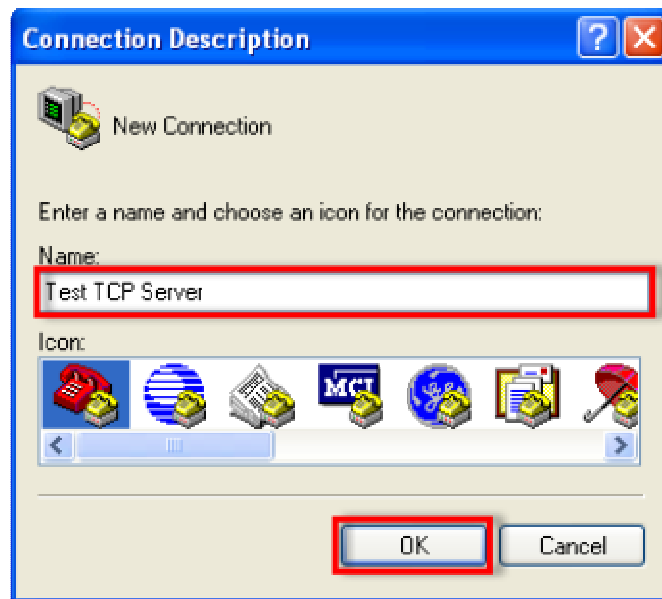 Connection Description
New Connection
Enter a name and choose an icon for the connection:
Name:
Test TCP Server
Icon:
MCI
OK Cancel